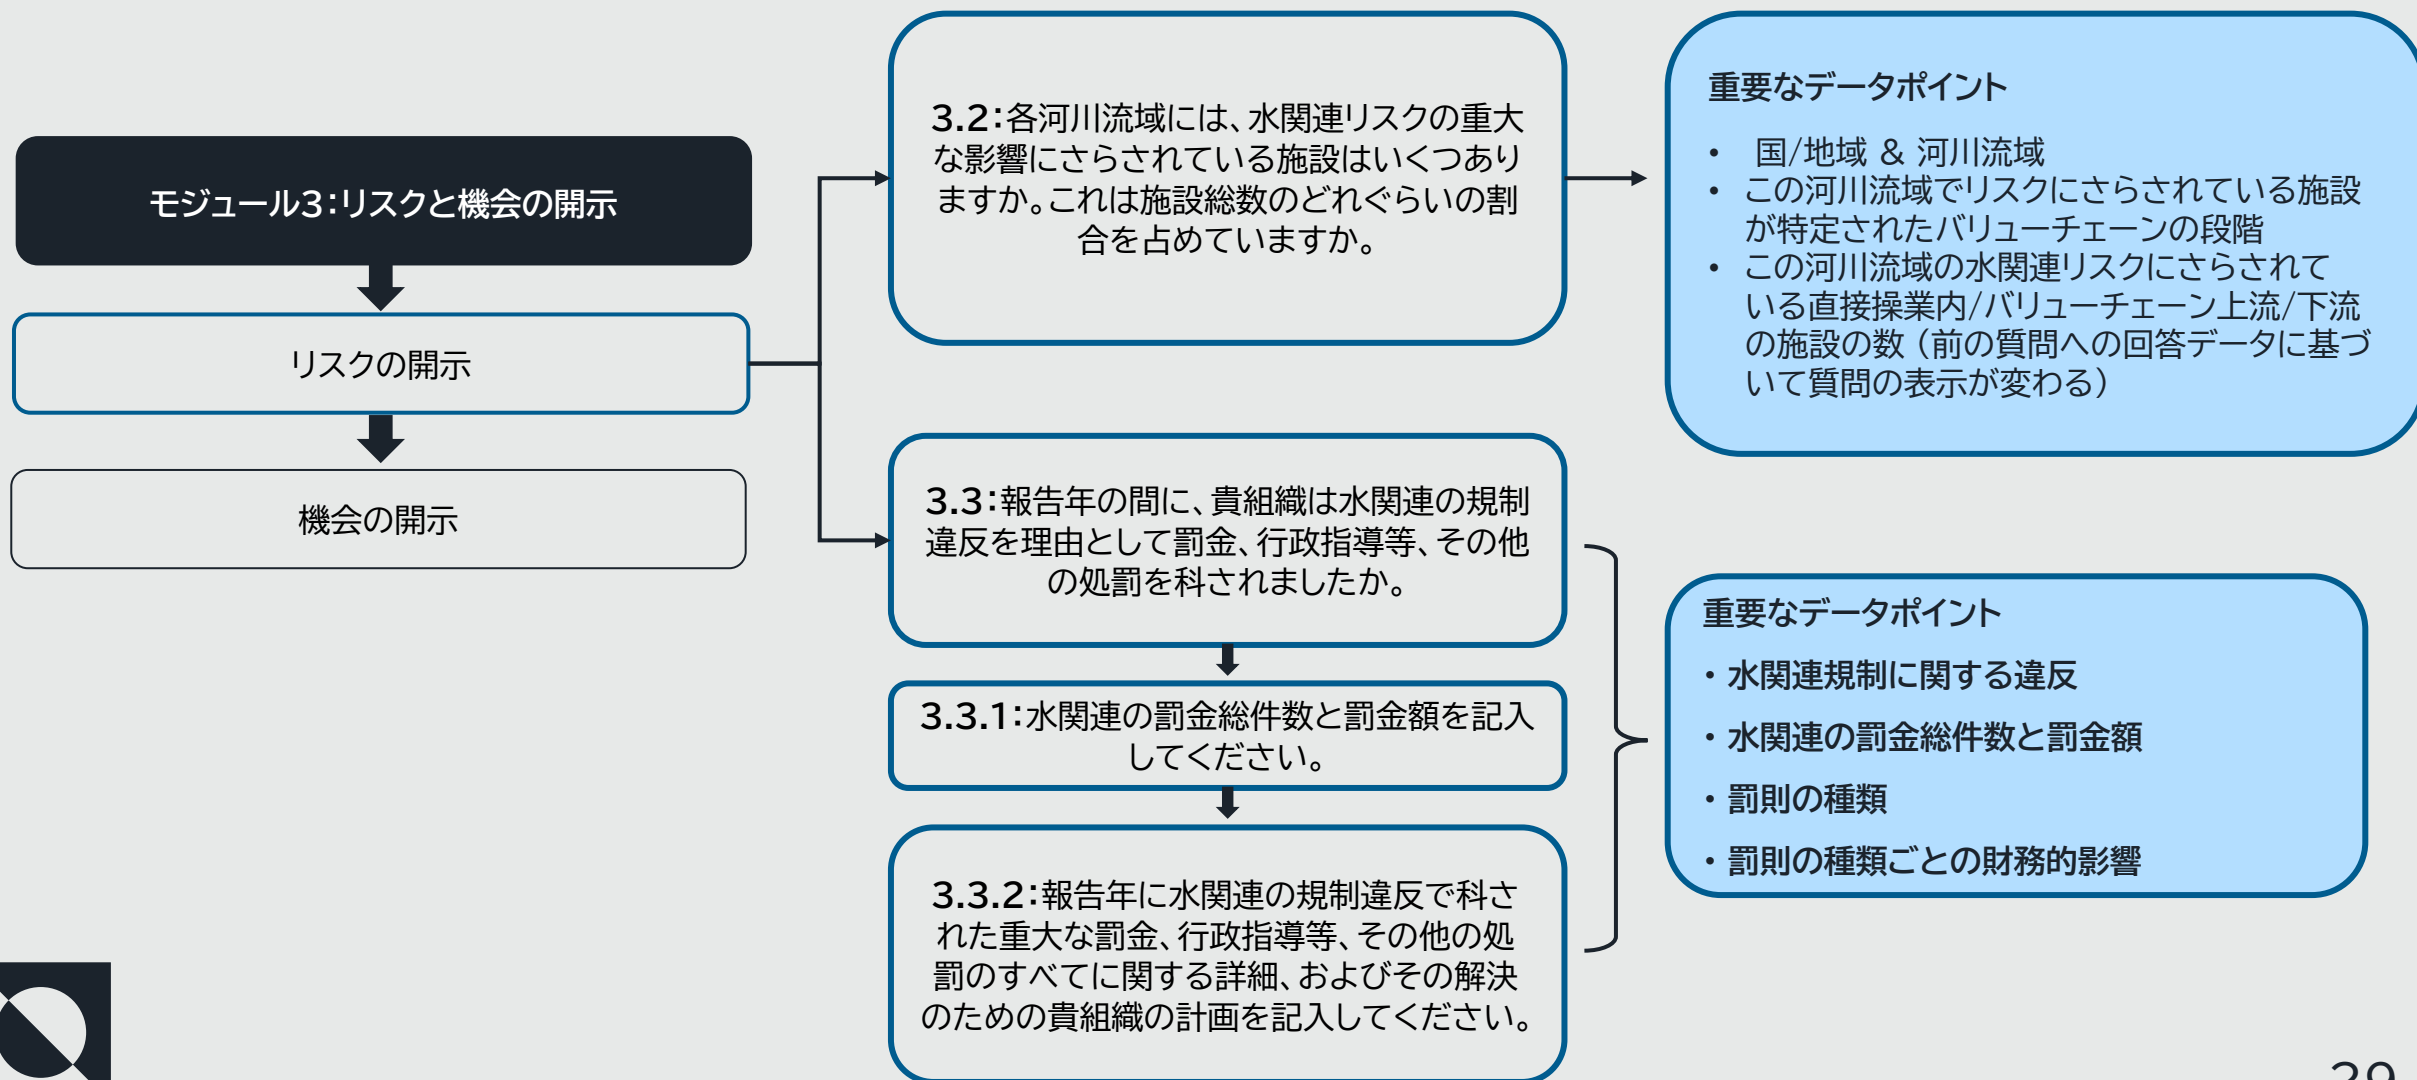 モジュール3：リスクと機会の開示
リスクの開示
機会の開示
3.2：各河川流域には、水関連リスクの重大
な影響にさらされている施設はいくつあり
ますか。これは施設総数のどれぐらいの割
合を占めていますか。
重要なデータポイント
• 国/地域 & 河川流域
• この河川流域でリスクにさらされている施設
が特定されたバリューチェーンの段階
• この河川流域の水関連リスクにさらされて
いる直接操業内/バリューチェーン上流/下流
の施設の数（前の質問への回答データに基づ
いて質問の表示が変わる）
3.3：報告年の間に、貴組織は水関連の規制
違反を理由として罰金、行政指導等、その他
の処罰を科されましたか。
3.3.1：水関連の罰金総件数と罰金額を記入
してください。
3.3.2：報告年に水関連の規制違反で科さ
れた重大な罰金、行政指導等、その他の処
罰のすべてに関する詳細、およびその解決
のための貴組織の計画を記入してください。
重要なデータポイント
・水関連規制に関する違反
・水関連の罰金総件数と罰金額
・罰則の種類
・罰則の種類ごとの財務的影響